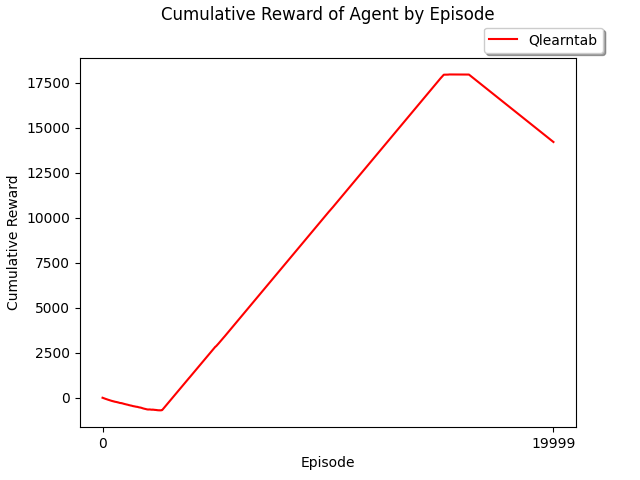 Cumulative Reward of Agent by Episode
Qlearntab
17500
15000
12500
10000
7500
5000
2500
0
Cumulative Reward
0
19999
Episode